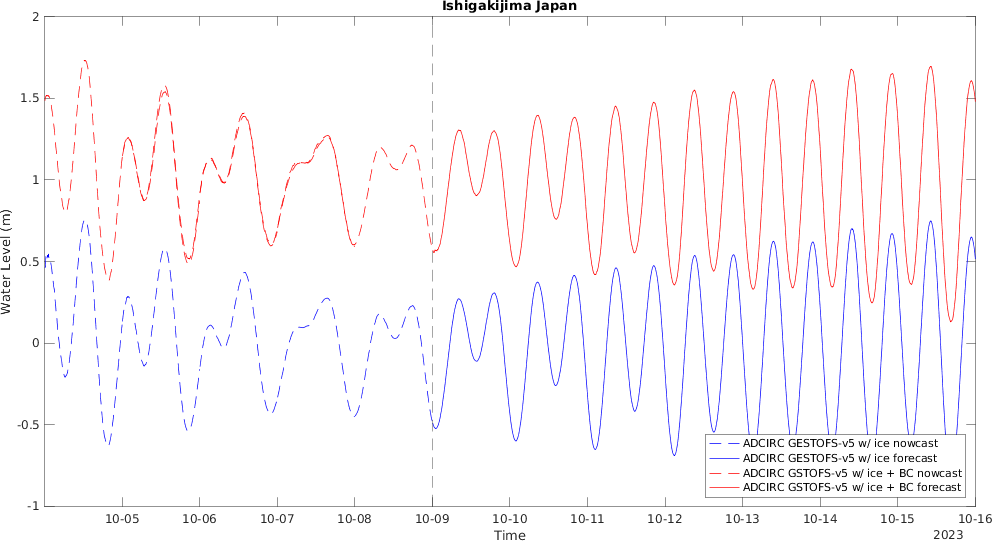 Ishigakijima Japan
2
1.5
1
0.5
0
-0.5
-1
Water Level (m)
ADCIRC GESTOFS-v5 w/ ice nowcast
ADCIRC GESTOFS-v5 w/ ice forecast
ADCIRC GSTOFS-v5 w/ ice + BC nowcast
ADCIRC GSTOFS-v5 w/ ice + BC forecast
10-05 10-06 10-07 10-08 10-09 10-10 10-11 10-12 10-13 10-14 10-15 10-16
Time
2023